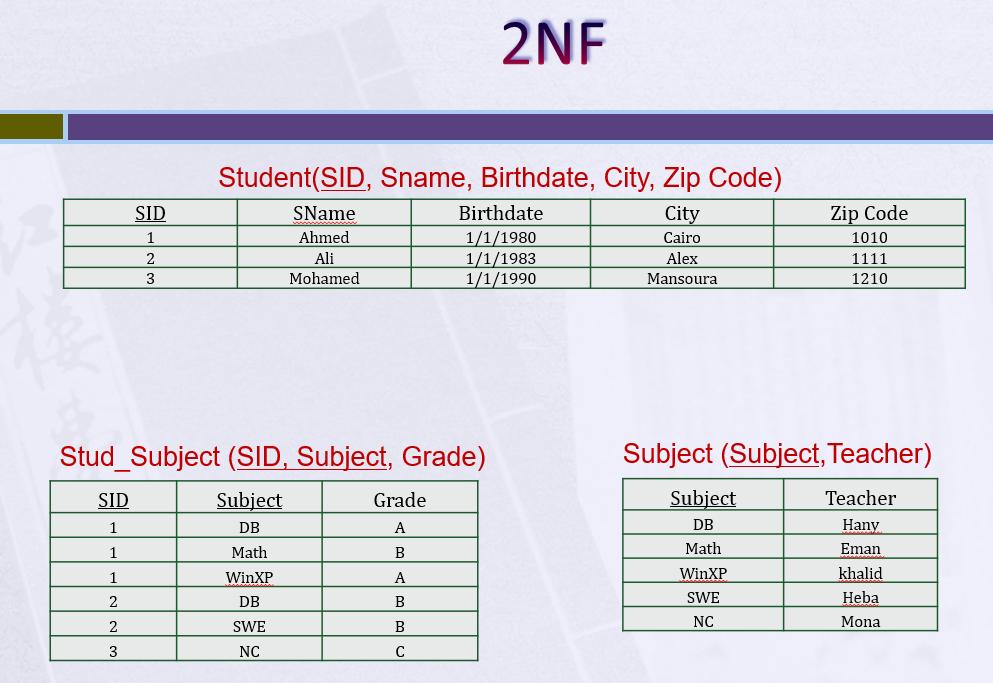 2NF
Student(SID, Sname, Birthdate, City, Zip Code)
SID SName Birthdate City Zip Code
1 Ahmed 1/1/1980 Cairo 1010
2 Ali 1/1/1983 Alex 1111
3 Mohamed 1/1/1990 Mansoura 1210
Stud_Subject (SID, Subject, Grade)
SID Subject Grade
1 DB A
1 Math B
1 WinXP A
2 DB B
2 SWE B
3 NC C
Subject (Subject,Teacher)
Subject Teacher
DB Hany
Math Eman
WinXP khalid
SWE Heba
NC Mona